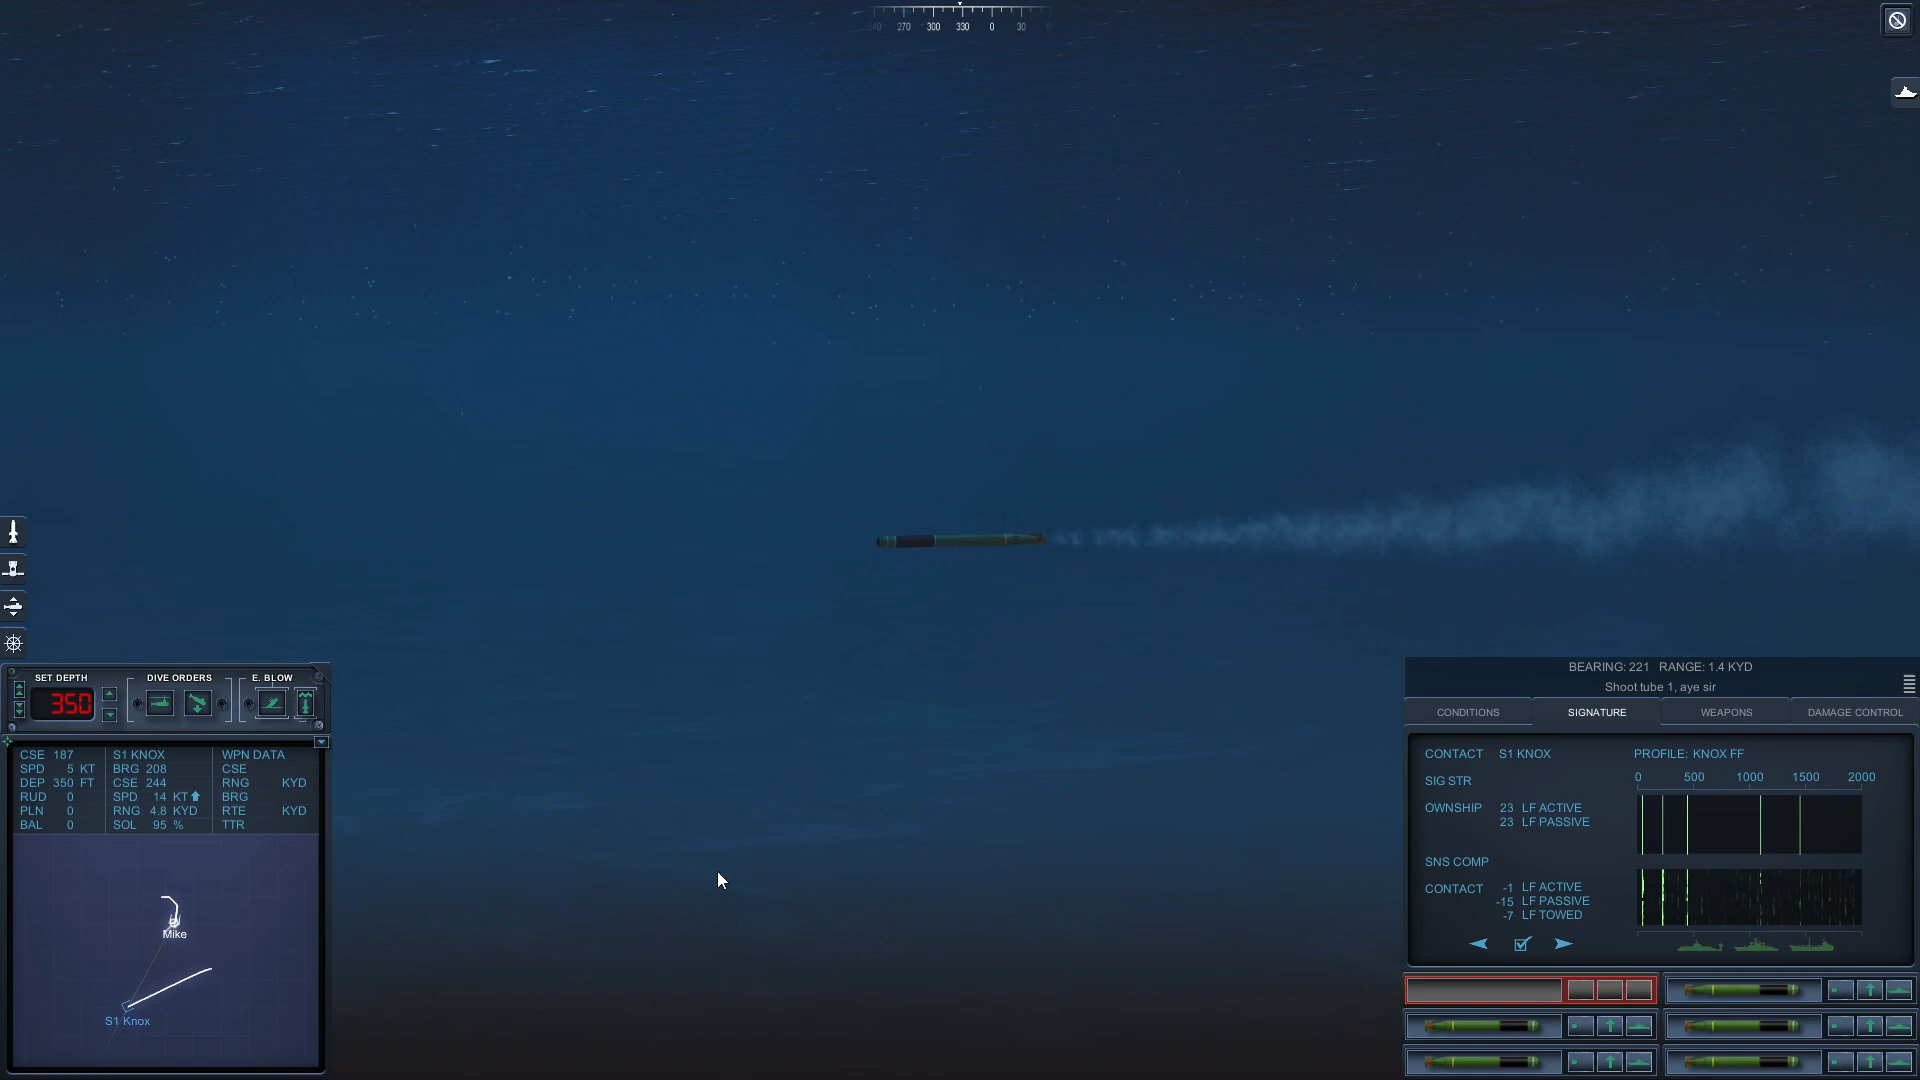 270 300 330 0 30
BEARING: 221 RANGE: 1.4 KYD
Shoot tube 1, aye sir
SET DEPTH DIVE ORDERS E. BLOW
350
CONDITIONS SIGNATURE WEAPONS DAMAGE CONTROL
CSE 187 S1 KNOX WPN DATA
SPD 5 KT BRG 208 CSE
DEP 350 FT CSE 244 RNG KYD
RUD 0 SPD 14 KT BRG
PLN 0 RNG 4.8 KYD RTE KYD
BAL 0 SOL 95 % TTR
Mike
S1 Knox
CONTACT S1 KNOX PROFILE: KNOX FF
SIG STR 0 500 1000 1500 2000
OWNSHIP 23 LF ACTIVE
23 LF PASSIVE
SNS COMP
CONTACT -1 LF ACTIVE
-15 LF PASSIVE
-7 LF TOWED